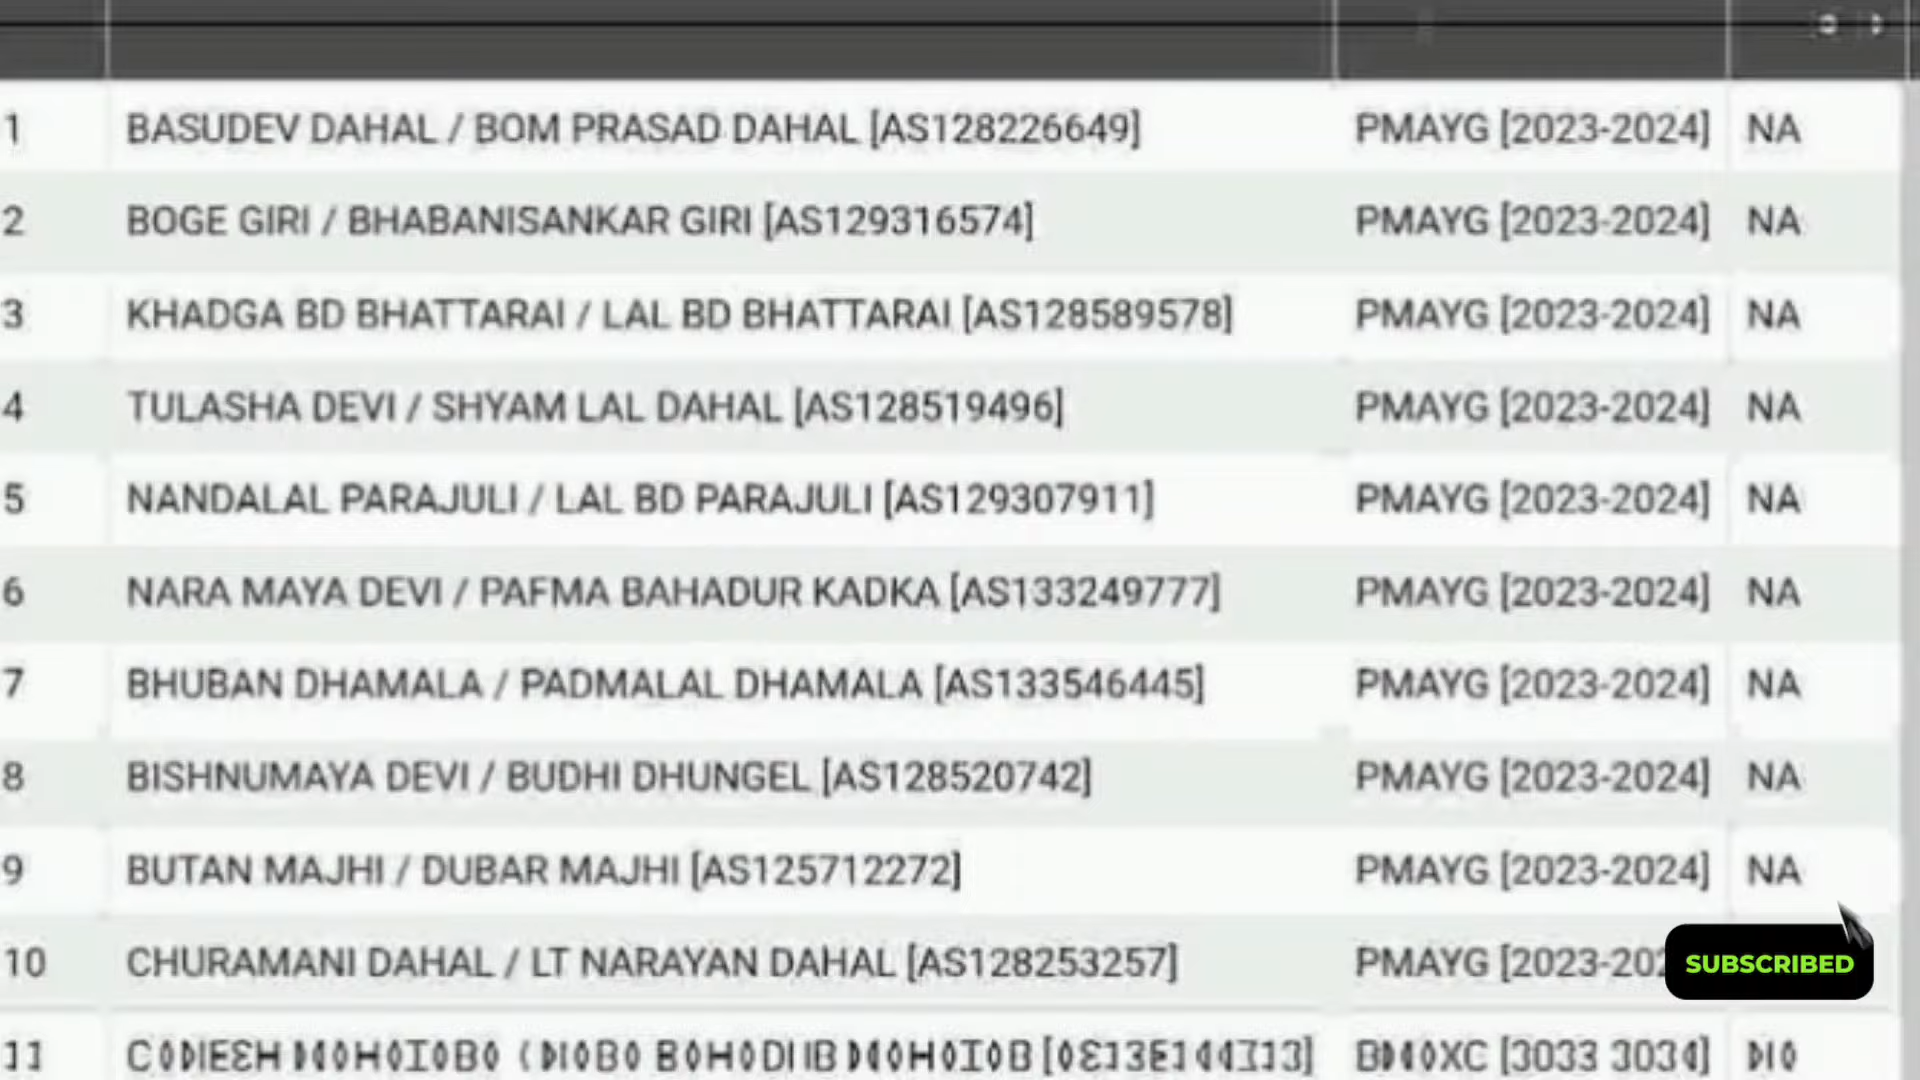 1 BASUDEV DAHAL / BOM PRASAD DAHAL [AS128226649] PMAYG [2023-2024] NA
2 BOGE GIRI / BHABANISANKAR GIRI [AS129316574] PMAYG [2023-2024] NA
3 KHADGA BD BHATTARAI / LAL BD BHATTARAI [AS128589578] PMAYG [2023-2024] NA
4 TULASHA DEVI / SHYAM LAL DAHAL [AS128519496] PMAYG [2023-2024] NA
5 NANDALAL PARAJULI / LAL BD PARAJULI [AS129307911] PMAYG [2023-2024] NA
6 NARA MAYA DEVI / PAFMA BAHADUR KADKA [AS133249777] PMAYG [2023-2024] NA
7 BHUBAN DHAMALA / PADMALAL DHAMALA [AS133546445] PMAYG [2023-2024] NA
8 BISHNUMAYA DEVI / BUDHI DHUNGEL [AS128520742] PMAYG [2023-2024] NA
9 BUTAN MAJHI / DUBAR MAJHI [AS125712272] PMAYG [2023-2024] NA
10 CHURAMANI DAHAL / LT NARAYAN DAHAL [AS128253257] PMAYG [2023-202
SUBSCRIBED
11